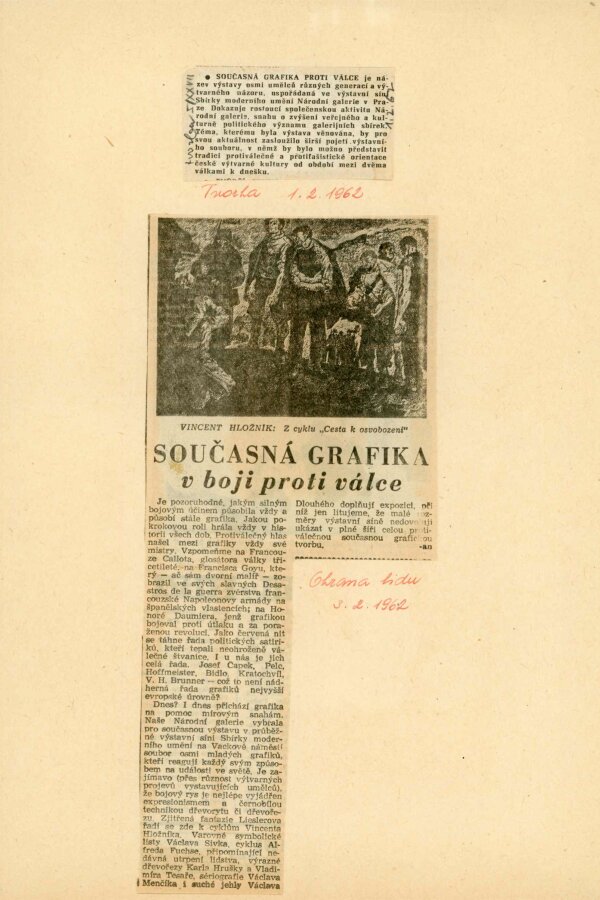 ● SOUČASNÁ GRAFIKA PROTI VÁLCE je ná-
zev výstavy osmi umělců různých generací a vý-
tvarného názoru, uspořádané ve výstavní síni
Sbírky moderního umění Národní galerie v Pra-
ze. Dokazuje rostoucí společenskou aktivitu Ná-
rodní galerie, snahu o zvýšení veřejného a kul-
turně politického významu galerijních sbírek.
Téma, kterému byla výstava věnována, by pro
svou aktuálnost zasloužilo širší pojetí výstavní-
ho souboru, v němž by bylo možno představit
tradici protiválečné a protifašistické orientace
české výtvarné kultury od období mezi dvěma
válkami k dnešku.
Tvorba 1.2.1962
VINCENT HLOŽNÍK: Z cyklu „Cesta k osvobození"
SOUČASNÁ GRAFIKA
v boji proti válce
Je pozoruhodné, jakým silným
bojovým účinem působila vždy a
působí stále grafika. Jakou po-
krokovou roli hrála vždy v his-
torii všech dob. Protiválečný hlas
našel mezi grafiky vždy své
mistry. Vzpomeňme na Francou-
ze Callota, glosátora války tři-
cetileté, na Francisca Goyu, kte-
rý — ač sám dvorní malíř — zo-
brazil ve svých slavných Desa-
stros de la guerra zvěrstva fran-
couzské Napoleonovy armády na
španělských vlastencích; na Ho-
noré Daumiera, jenž grafikou
bojoval proti útlaku a za pora-
ženou revoluci. Jako červená nit
se táhne řada politických satiri-
ků, kteří tepali neohroženě vá-
lečné štvanice. I u nás je jich
celá řada. Josef Čapek, Pelc,
Hoffmeister, Bidlo, Kratochvíl,
V. H. Brunner — což to není nád-
herná řada grafiků nejvyšší
evropské úrovně?
Dnes? I dnes přichází grafika
na pomoc mírovým snahám.
Naše Národní galerie vybrala
pro současnou výstavu v průběž-
né výstavní síni Sbírky moder-
ního umění na Vackově náměstí
soubor osmi mladých grafiků,
kteří reagují každý svým způso-
bem na události ve světě. Je za-
jímavo (přes různost výtvarných
projevů vystavujících umělců),
že bojový rys je nejlépe vyjádřen
expresionismem a černobílou
technikou dřevorytu či dřevoře-
zu. Zjitřená fantazie Lieslerova
řadí se zde k cyklům Vincenta
Hložníka. Varovně symbolické
listy Václava Sivka, cyklus Al-
freda Fuchse, připomínající ne-
dávná utrpení lidstva, výrazné
dřevořezy Karla Hrušky a Vladi-
míra Tesaře, sériografie Václava
Menčíka i suché jehly Václava
Dlouhého doplňují expozici, při
níž jen litujeme, že malé roz-
měry výstavní síně nedovolují
ukázat v plné šíři celou proti-
válečnou současnou grafickou
tvorbu. -an
Obrana lidu
3.2.1962